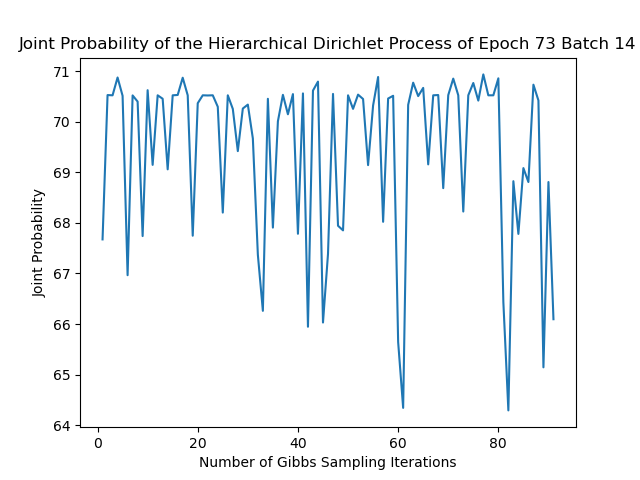 Joint Probability of the Hierarchical Dirichlet Process of Epoch 73 Batch 14
71
70
69
68
67
66
65
64
Joint Probability
0 20 40 60 80
Number of Gibbs Sampling Iterations